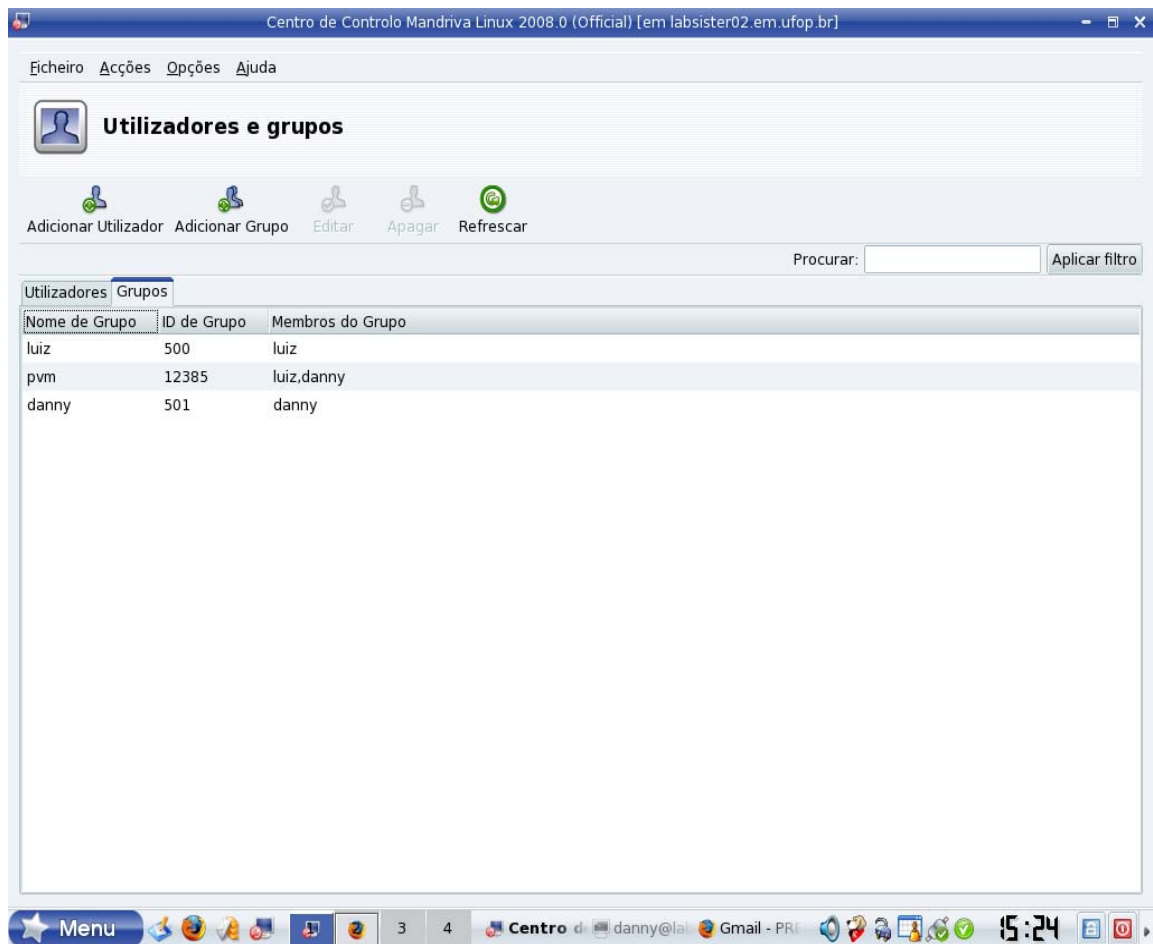 Centro de Controlo Mandriva Linux 2008.0 (Official) [em labsister02.em.ufop.br]
Ficheiro Acções Opções Ajuda
Utilizadores e grupos
Adicionar Utilizador Adicionar Grupo Editar Apagar Refrescar
Procurar: Aplicar filtro
Utilizadores Grupos
Nome de Grupo ID de Grupo Membros do Grupo
luiz 500 luiz
pvm 12385 luiz,danny
danny 501 danny
Menu 1 2 3 4 Centro d danny@la Gmail - PR 15:24